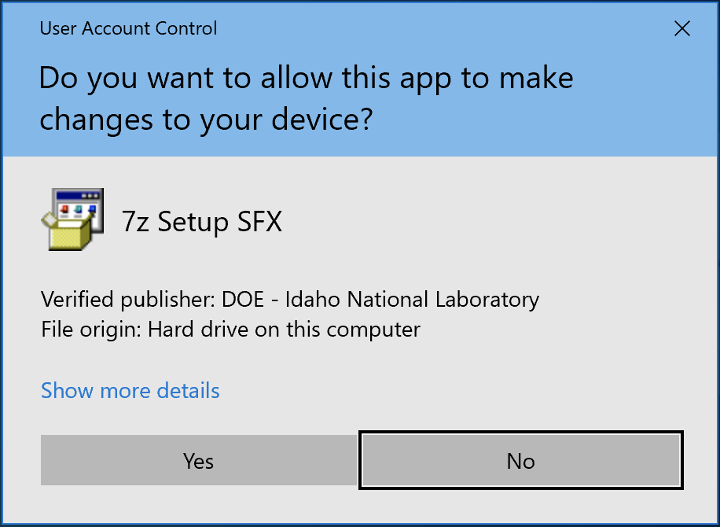 User Account Control
Do you want to allow this app to make
changes to your device?
7z Setup SFX
Verified publisher: DOE - Idaho National Laboratory
File origin: Hard drive on this computer
Show more details
Yes
No